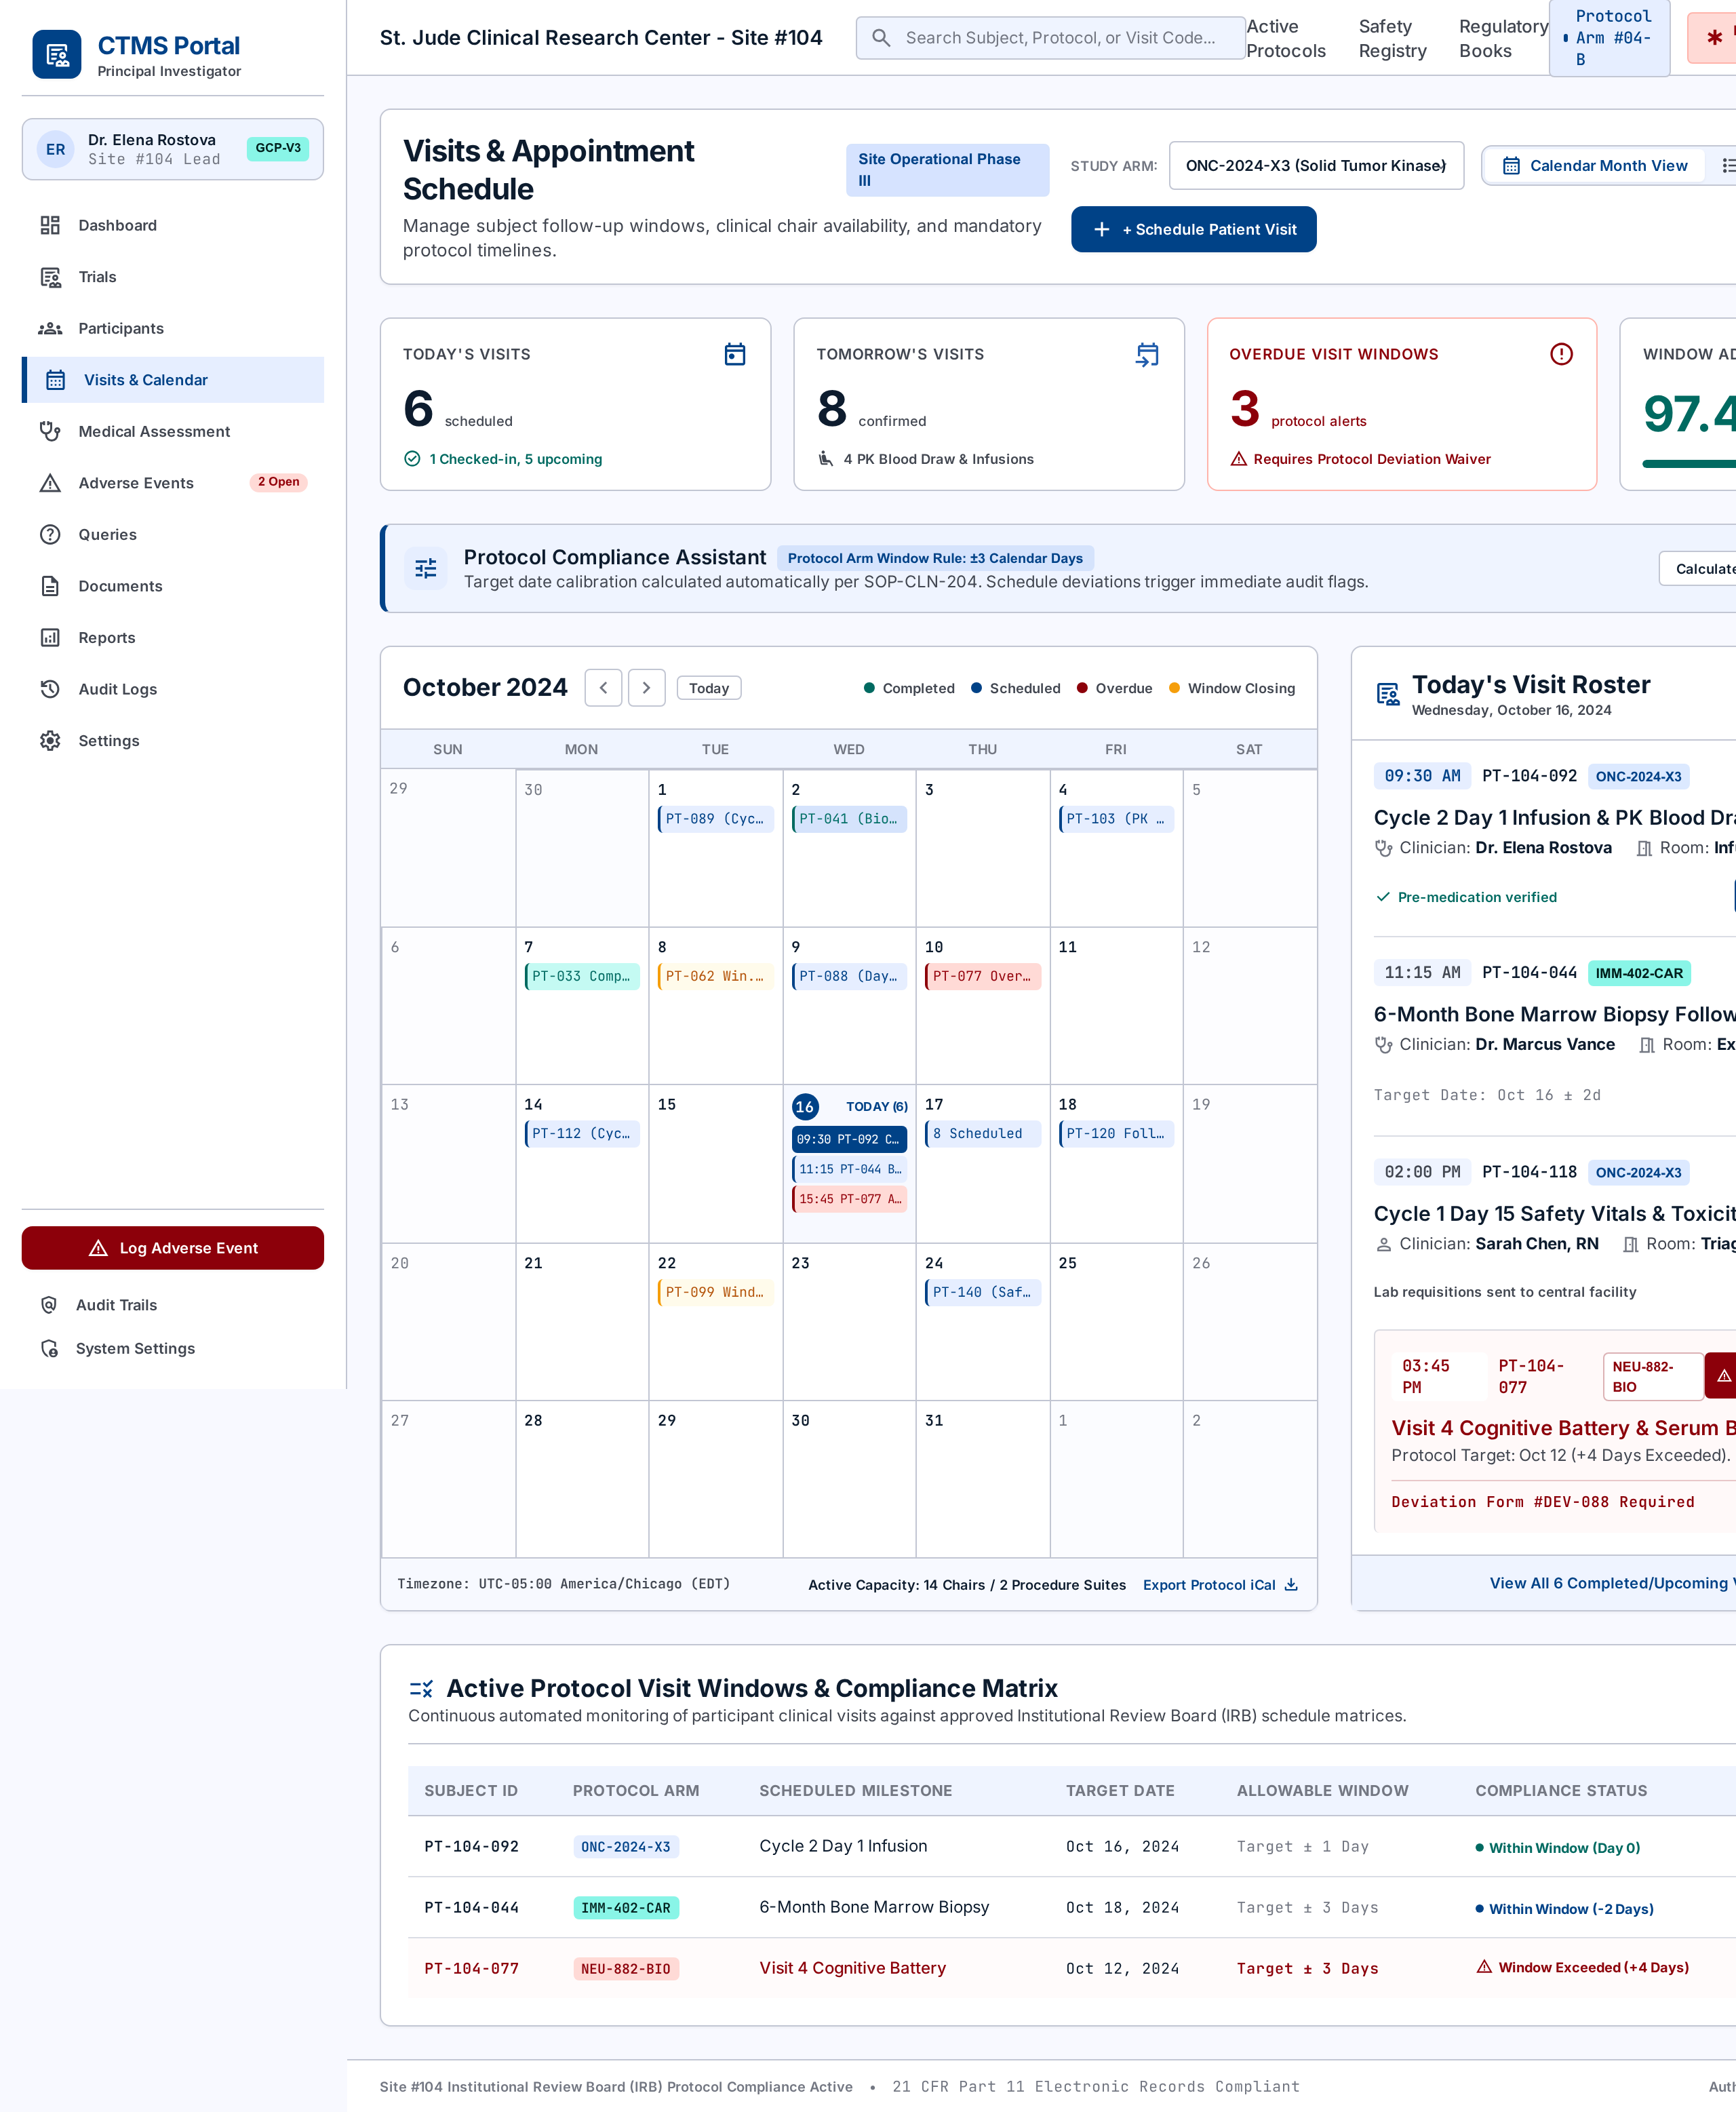 CTMS Portal
Principal Investigator
ER
Dr. Elena Rostova
Site #104 Lead
GCP-V3
Dashboard
Trials
Participants
Visits & Calendar
Medical Assessment
Adverse Events
2 Open
Queries
Documents
Reports
Audit Logs
Settings
Log Adverse Event
Audit Trails
System Settings
St. Jude Clinical Research Center - Site #104
Search Subject, Protocol, or Visit Code...
Active
Protocols
Safety
Registry
Regulatory
Books
Protocol
Arm #04-
B
Visits & Appointment
Schedule
Site Operational Phase
III
Manage subject follow-up windows, clinical chair availability, and mandatory
protocol timelines.
STUDY ARM:
ONC-2024-X3 (Solid Tumor Kinase)
Calendar Month View
+ Schedule Patient Visit
TODAY'S VISITS
6 scheduled
1 Checked-in, 5 upcoming
TOMORROW'S VISITS
8 confirmed
4 PK Blood Draw & Infusions
OVERDUE VISIT WINDOWS
3 protocol alerts
Requires Protocol Deviation Waiver
WINDOW AD
97.4
Protocol Compliance Assistant
Protocol Arm Window Rule: ±3 Calendar Days
Target date calibration calculated automatically per SOP-CLN-204. Schedule deviations trigger immediate audit flags.
Calculate
October 2024
Today
Completed
Scheduled
Overdue
Window Closing
SUN MON TUE WED THU FRI SAT
29 30 1 2 3 4 5
PT-089 (Cyc…
PT-041 (Bio…
PT-103 (PK …
6 7 8 9 10 11 12
PT-033 Comp…
PT-062 Win.…
PT-088 (Day…
PT-077 Over…
13 14 15 16 TODAY (6) 17 18 19
PT-112 (Cyc…
09:30 PT-092 C…
11:15 PT-044 B…
15:45 PT-077 A…
8 Scheduled
PT-120 Foll…
20 21 22 23 24 25 26
PT-099 Wind…
PT-140 (Saf…
27 28 29 30 31 1 2
Timezone: UTC-05:00 America/Chicago (EDT)
Active Capacity: 14 Chairs / 2 Procedure Suites
Export Protocol iCal
Today's Visit Roster
Wednesday, October 16, 2024
09:30 AM PT-104-092 ONC-2024-X3
Cycle 2 Day 1 Infusion & PK Blood Dra
Clinician: Dr. Elena Rostova Room: Inf
Pre-medication verified
11:15 AM PT-104-044 IMM-402-CAR
6-Month Bone Marrow Biopsy Follow
Clinician: Dr. Marcus Vance Room: Ex
Target Date: Oct 16 ± 2d
02:00 PM PT-104-118 ONC-2024-X3
Cycle 1 Day 15 Safety Vitals & Toxicit
Clinician: Sarah Chen, RN Room: Triag
Lab requisitions sent to central facility
03:45
PM
PT-104-
077
NEU-882-
BIO
Visit 4 Cognitive Battery & Serum B
Protocol Target: Oct 12 (+4 Days Exceeded).
Deviation Form #DEV-088 Required
View All 6 Completed/Upcoming V
Active Protocol Visit Windows & Compliance Matrix
Continuous automated monitoring of participant clinical visits against approved Institutional Review Board (IRB) schedule matrices.
SUBJECT ID PROTOCOL ARM SCHEDULED MILESTONE TARGET DATE ALLOWABLE WINDOW COMPLIANCE STATUS
PT-104-092 ONC-2024-X3 Cycle 2 Day 1 Infusion Oct 16, 2024 Target ± 1 Day Within Window (Day 0)
PT-104-044 IMM-402-CAR 6-Month Bone Marrow Biopsy Oct 18, 2024 Target ± 3 Days Within Window (-2 Days)
PT-104-077 NEU-882-BIO Visit 4 Cognitive Battery Oct 12, 2024 Target ± 3 Days Window Exceeded (+4 Days)
Site #104 Institutional Review Board (IRB) Protocol Compliance Active • 21 CFR Part 11 Electronic Records Compliant
Auth